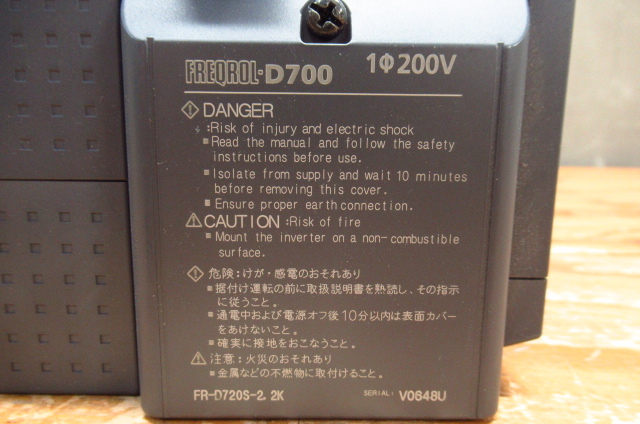 FREQROL-D700 1Φ200V
DANGER
:Risk of injury and electric shock
■ Read the manual and follow the safety
instructions before use.
■ Isolate from supply and wait 10 minutes
before removing this cover.
■ Ensure proper earth connection.
CAUTION :Risk of fire
■ Mount the inverter on a non-combustible
surface.
危険:けが・感電のおそれあり
■ 据付け運転の前に取扱説明書を熟読し、その指示
に従うこと。
■ 通電中および電源オフ後10分以内は表面カバー
をあけないこと。
■ 確実に接地をおこなうこと。
注意:火災のおそれあり
■ 金属などの不燃物に取付けること。
FR-D720S-2.2K SERIAL: V0648U